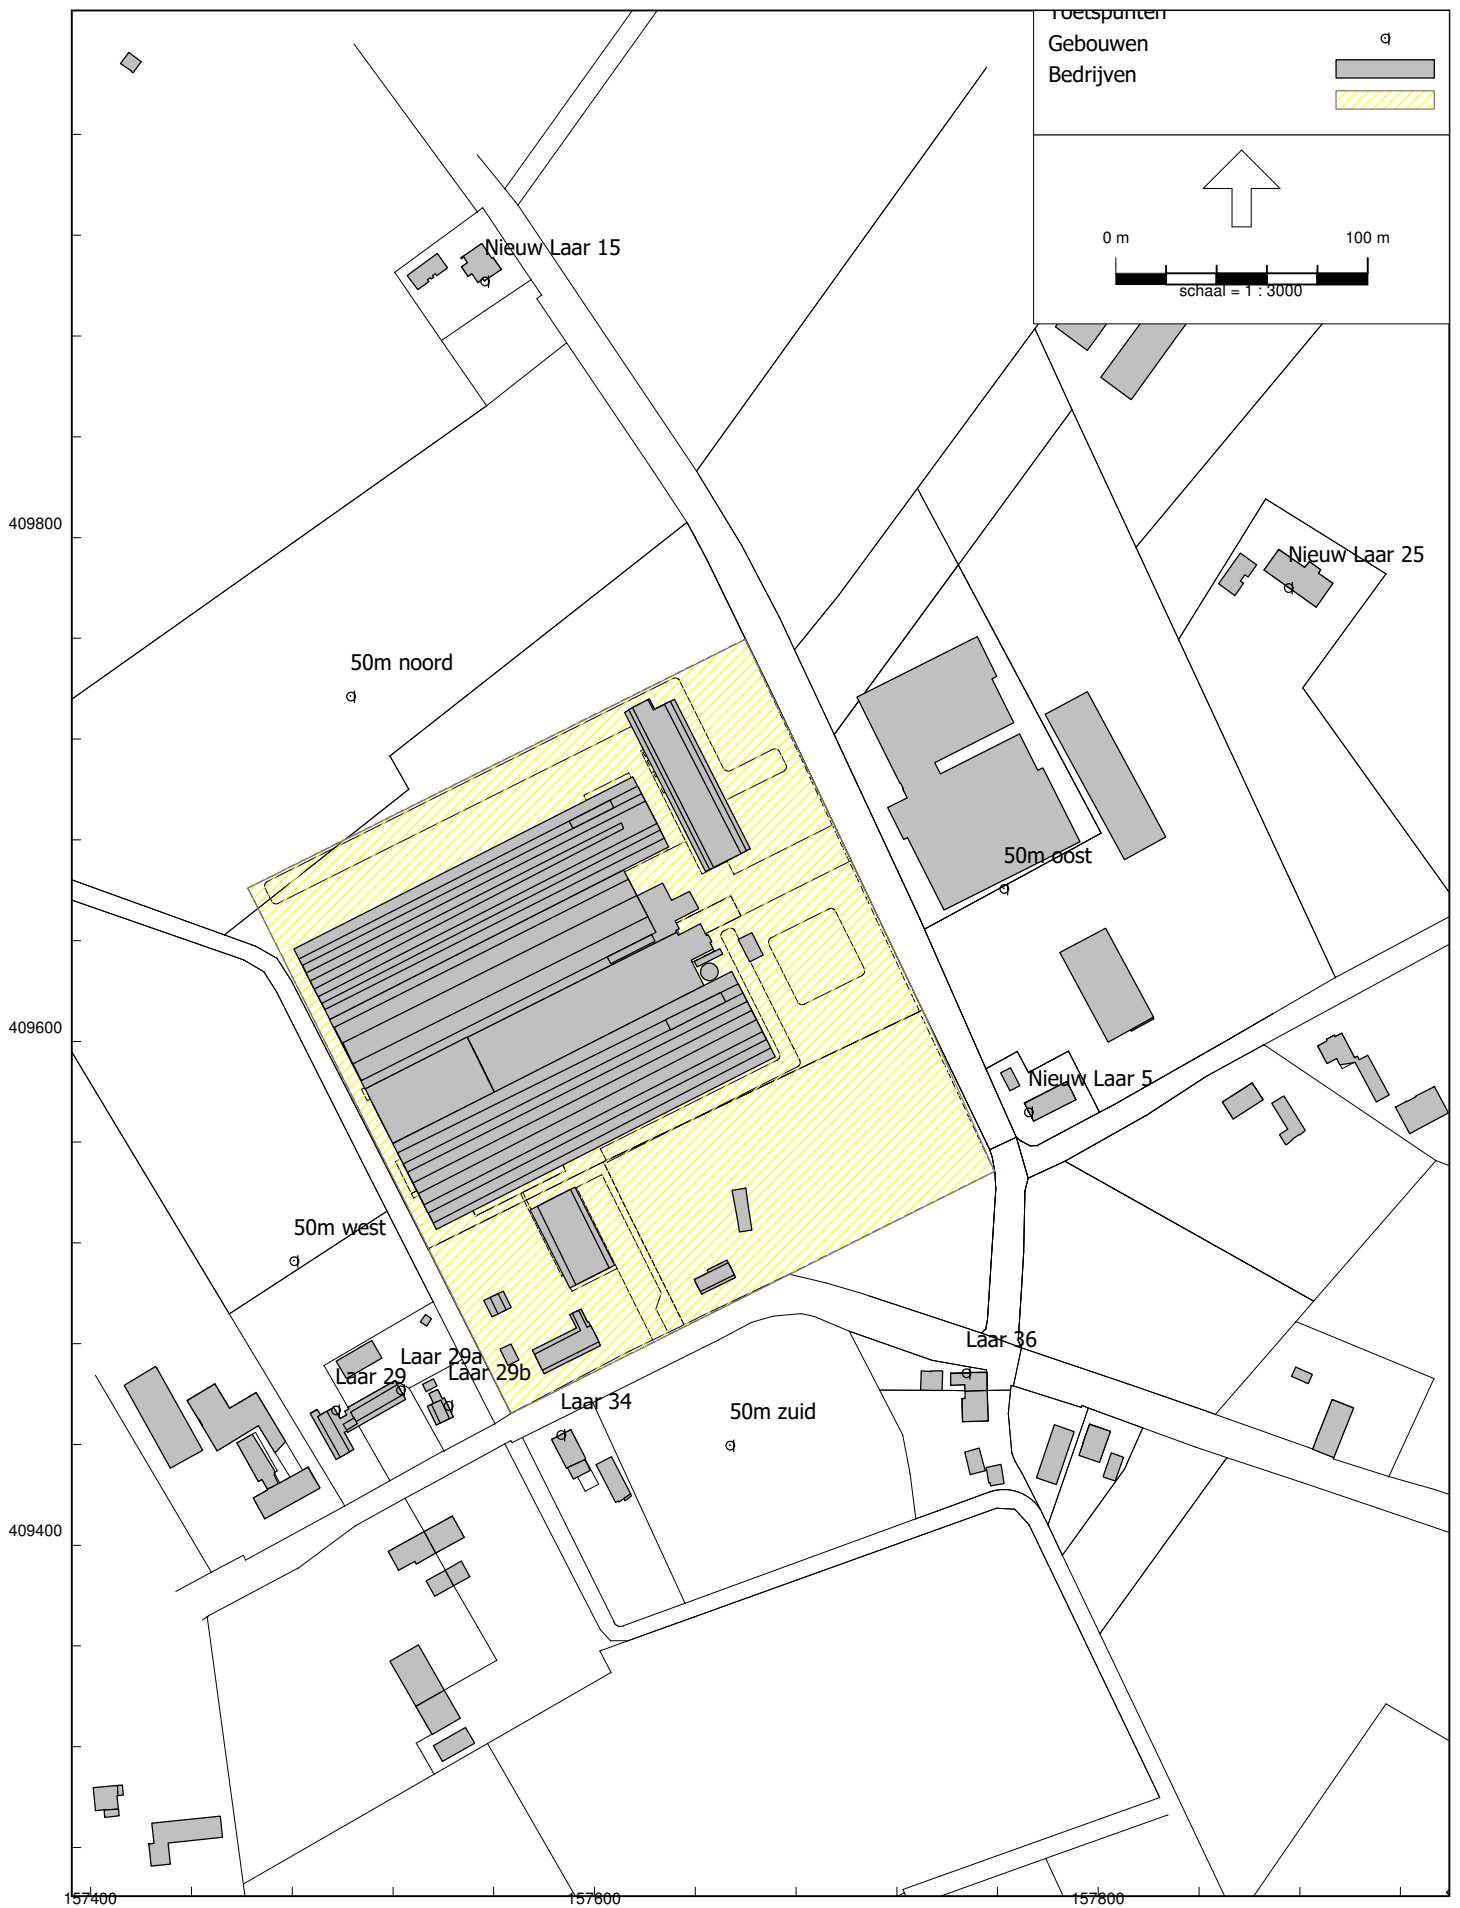 Toetspunten
Gebouwen
Bedrijven
0 m 100 m
schaal = 1 : 3000
Nieuw Laar 15
409800
Nieuw Laar 25
50m noord
50m oost
409600
Nieuw Laar 5
50m west
Laar 36
Laar 29a
Laar 29
Laar 29b
Laar 34
50m zuid
409400
157400
157600
157800